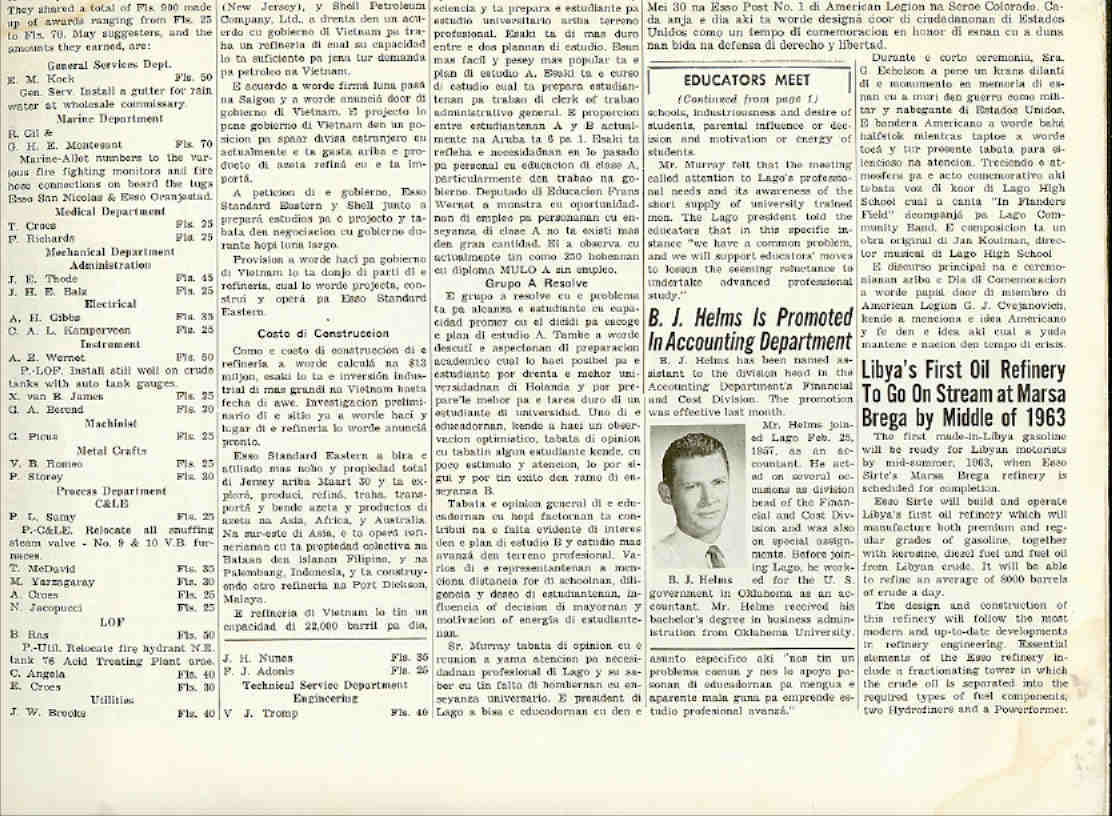 They shared a total of Fls. 990 made
up of awards ranging from Fls. 25
to Fls. 70. May suggesters, and the
amounts they earned, are:
General Services Dept.
E. M. Kock Fls. 50
Gen. Serv. Install a gutter for rain
water at wholesale commissary.
Marine Department
R. Gil &
G. H. E. Montesant Fls. 70
Marine-Allet numbers to the var-
ious fire fighting monitors and fire
hose connections on board the tugs
Esso San Nicolas & Esso Oranjestad.
Medical Department
T. Croes Fls. 25
F. Richards Fls. 25
Mechanical Department
Administration
J. E. Thode Fls. 45
J. H. E. Balz Fls. 25
Electrical
A. H. Gibbs Fls. 35
C. A. L. Kamperveen Fls. 25
Instrument
A. E. Wernet Fls. 50
P.-LOF. Install still well on crude
tanks with auto tank gauges.
X. van E. James Fls. 25
G. A. Berend Fls. 20
Machinist
G. Picus Fls. 25
Metal Crafts
V. B. Romeo Fls. 25
P. Storey Fls. 30
Process Department
C&LE
P. L. Samy Fls. 25
P.-C&LE. Relocate all snuffing
steam valve - No. 9 & 10 V.B. fur-
naces.
T. McDavid Fls. 35
M. Yarzagaray Fls. 30
A. Croes Fls. 25
N. Jacopucci Fls. 25
LOF
B Ras Fls. 50
P.-Util. Relocate fire hydrant N.E.
tank 76 Acid Treating Plant area.
C. Angela Fls. 40
E. Croes Fls. 30
Utilities
J. W. Brooks Fls. 40
(New Jersey), y Shell Petroleum
Company, Ltd., a drenta den un acu-
erdo cu gobierno di Vietnam pa tra-
ha un refineria di cual su capacidad
lo ta suficiente pa jena tur demanda
pa petroleo na Vietnam.
E acuerdo a worde firmá luna pasá
na Saigon y a worde anunciá door di
gobierno di Vietnam. E projecto lo
pone gobierno di Vietnam den un po-
sicion pa spaar divisa estranjero cu
actualmente e ta gasta ariba e pro-
ducto di azeta refiná cu e ta im-
portá.
A peticion di e gobierno, Esso
Standard Eastern y Shell junto a
prepará estudios pa e projecto y ta-
bata den negociacion cu gobierno du-
rante hopi luna largo.
Provision a worde haci pa gobierno
di Vietnam lo ta donjo di parti di e
refineria, cual lo worde projecta, con-
strui y operá pa Esso Standard
Eastern.
Costo di Construccion
Como e costo di construccion di e
refineria a worde calculá na $13
miljon, esaki lo ta e inversión indus-
trial di mas grandi na Vietnam hasta
fecha di awe. Investigacion prelimi-
nario di e sitio ya a worde haci y
lugar di e refineria lo worde anunciá
pronto.
Esso Standard Eastern a bira e
afiliado mas nobo y propiedad total
di Jersey ariba Maart 30 y ta ex-
plorá, produci, refiná, traha, trans-
portá y bende azeta y productos di
azeta na Asia, Africa, y Australia.
Na sur-este di Asia, e to operá refi-
nerianan cu ta propiedad colectiva na
Bataan den islanan Filipino, y na
Palembang, Indonesia, y ta construy-
endo otro refineria na Port Dickson,
Malaya.
E refineria di Vietnam lo tin un
capacidad di 22,000 barril pa dia,
J. H. Nunes Fls. 35
F. J. Adonis Fls. 25
Technical Service Department
Engineering
V J. Tromp Fls. 40
sciencia y ta prepara e estudiante pa
estudio universitario ariba terreno
profesional. Esaki ta di mas duro
entre e dos plannan di estudio. Esun
mas facil y pesey mas popular ta e
plan di estudio A. Esaki ta e curso
di estudio cual ta prepara estudian-
tenan pa trabao di clerk of trabao
administrativo general. E proporcion
entre estudiantenan A y B actual-
mente na Aruba ta 6 pa 1. Esaki ta
refleha e necesidadnan en lo pasado
pa personal cu educacion di clase A,
particularmente den trabao na go-
bierno. Deputado di Educacion Frans
Wernet a munstra cu oportunidad-
nan di empleo pa personanan cu en-
seyanza di clase A no ta existi mas
den gran cantidad. El a observa cu
actualmente tin como 250 hobennan
cu diploma MULO A sin empleo.
Grupo A Resolve
E grupo a resolve cu e problema
ta pa alcanza e estudiante cu capa-
cidad promer cu el dicidi pa escoge
e plan di estudio A. Tambe a worde
descuti e aspectonan di preparacion
academico cual lo haci posibel pa e
estudiante por drenta e mehor uni-
versidadnan di Holanda y por pre-
pare'le mehor pa e tarea duro di un
estudiante di universidad. Uno di e
educadornan, kende a haci un obser-
vacion optimistico, tabata di opinion
cu tabatin algun estudiante kende, cu
poco estimulo y atencion, lo por si-
gui y por tin exito den ramo di en-
seyanza B.
Tabata e opinion general di e edu-
cadornan cu hopi factornan ta con-
tribui na e falta evidente di interes
den e plan di estudio B y estudio mas
avanzá den terreno profesional. Va-
rios di e representantenan a men-
ciona distancia for di schoolnan, dili-
gencia y deseo di estudiantenan, in-
fluencia of decision di mayornan y
motivacion of energia di estudiante-
nan.
Sr. Murray tabata di opinion cu e
reunion a yama atencion pa necesi-
dadnan profesional di Lago y su sa-
ber cu tin falta di hombernan cu en-
seyanza universario. E president di
Lago a bisa e educadornan cu den e
Mei 30 na Esso Post No. 1 di American Legion na Seroe Colorado. Ca-
da anja e dia aki ta worde designá door di ciudadanonan di Estados
Unidos como un tempo di comemoracion en honor di esnan cu a duna
nan bida na defensa di derecho y libertad.
EDUCATORS MEET
(Continued from page 1)
schools, industriousness and desire of
students, parental influence or dec-
ision and motivation or energy of
students.
Mr. Murray felt that the meeting
called attention to Lago's professio-
nal needs and its awareness of the
short supply of university trained
men. The Lago president told the
educators that in this specific in-
stance "we have a common problem,
and we will support educators' moves
to lessen the seeming reluctance to
undertake advanced professional
study."
B. J. Helms Is Promoted
In Accounting Department
B. J. Helms has been named as-
sistant to the division head in the
Accounting Department's Financial
and Cost Division. The promotion
was effective last month.
Mr. Helms join-
ed Lago Feb. 25,
1957, as an ac-
countant. He act-
ed on several oc-
casions as division
head of the Finan-
cial and Cost Div-
ision and was also
on special assign-
ments. Before join-
ing Lago, he work-
B. J. Helms
ed for the U. S.
government in Oklahoma as an ac-
countant. Mr. Helms received his
bachelor's degree in business admin-
istration from Oklahoma University.
asunto especifico aki "nos tin un
problema comun y nos lo apoya pa-
sonan di educadornan pa mengua e
aparente mala gana na emprende es-
tudio profesional avanzá."
Durante e corto ceremonia, Sra.
G. Echelson a pone un krans dilanti
di e monumento en memoria di es-
nan cu a muri den guerra como mili-
tar y nabegante di Estados Unidos.
E bandera Americano a worde bahá
halfstok mientras taptoe a worde
tocá y tur presente tabata para si-
lencioso na atencion. Treciendo e at-
mosfera pa e acto comemorativo aki
tabata voz di koor di Lago High
School cual a canta "In Flanders
Field" acompanjá pa Lago Com-
munity Band. E composicion ta un
obra original di Jan Koulman, direc-
tor musical di Lago High School
E discurso principal na e ceremo-
nianan ariba e Dia di Comemoracion
a worde papiá door di miembro di
American Legion G. J. Cvejanovich,
kende a menciona e idea Americano
y fe den e idea aki cual a yuda
mantene e nacion den tempo di crisis.
Libya's First Oil Refinery
To Go On Stream at Marsa
Brega by Middle of 1963
The first made-in-Libya gasoline
will be ready for Libyan motorists
by mid-summer, 1963, when Esso
Sirte's Marsa Brega refinery is
scheduled for completion.
Esso Sirte will build and operate
Libya's first oil refinery which will
manufacture both premium and reg-
ular grades of gasoline, together
with kerosine, diesel fuel and fuel oil
from Libyan crude. It will be able
to refine an average of 8000 barrels
of crude a day.
The design and construction of
this refinery will follow the most
modern and up-to-date developments
in refinery engineering. Essential
elements of the Esso refinery in-
clude a fractionating tower in which
the crude oil is separated into the
required types of fuel components,
two Hydrofiners and a Powerformer.